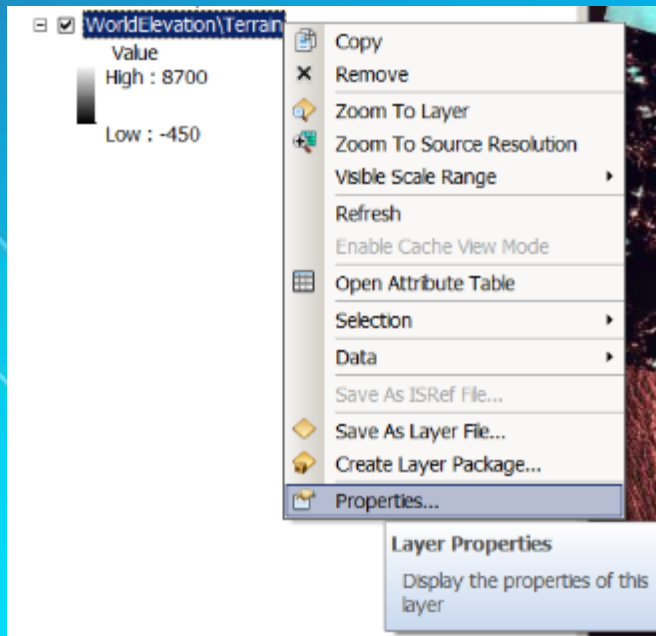 WorldElevation\Terrain
Value
High : 8700
Low : -450
Copy
Remove
Zoom To Layer
Zoom To Source Resolution
Visible Scale Range
Refresh
Enable Cache View Mode
Open Attribute Table
Selection
Data
Save As ISRef File...
Save As Layer File...
Create Layer Package...
Properties...
Layer Properties
Display the properties of this
layer